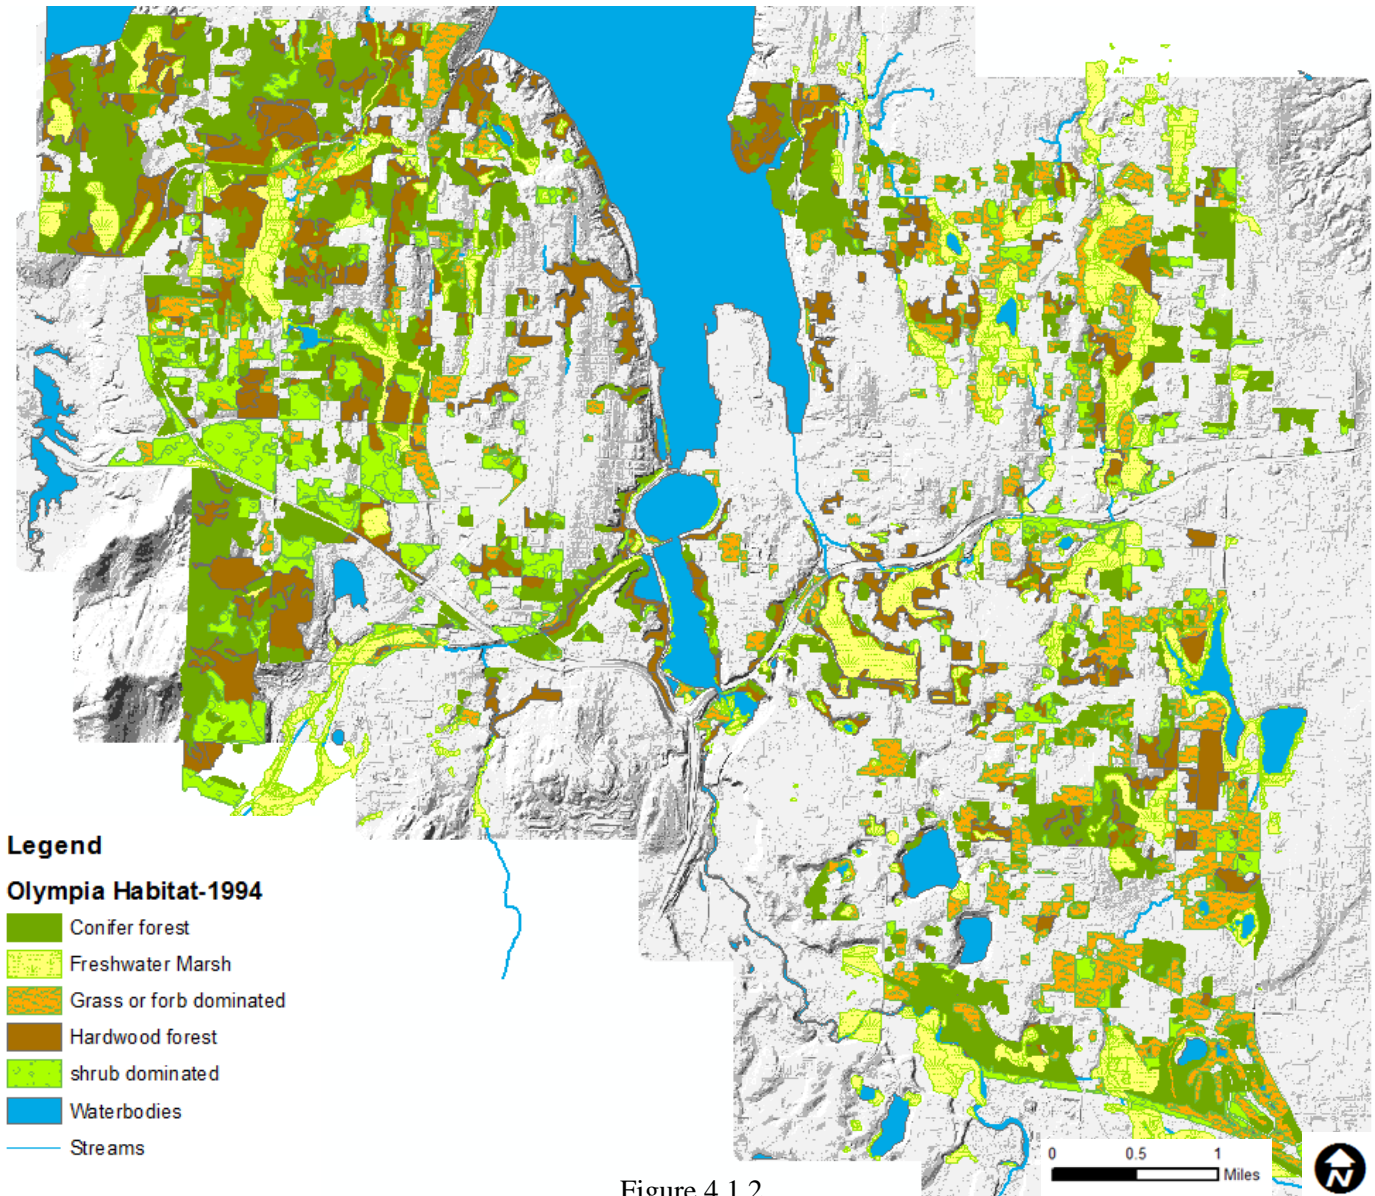 Legend
Olympia Habitat-1994
Conifer forest
Freshwater Marsh
Grass or forb dominated
Hardwood forest
shrub dominated
Waterbodies
Streams
0 0.5 1
Miles
N
Figure 4.1.2